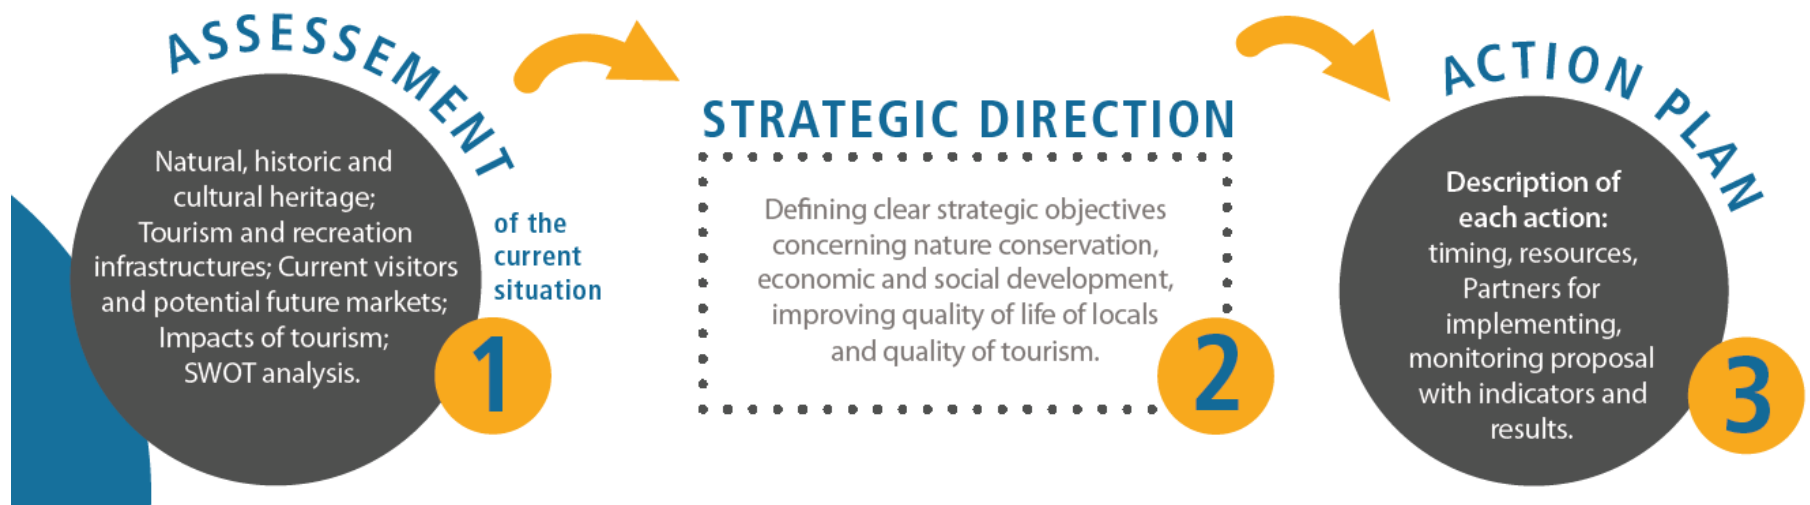 ASSESSEMENT
of the
current
situation
Natural, historic and
cultural heritage;
Tourism and recreation
infrastructures; Current visitors
and potential future markets;
Impacts of tourism;
SWOT analysis.
1
STRATEGIC DIRECTION
Defining clear strategic objectives
concerning nature conservation,
economic and social development,
improving quality of life of locals
and quality of tourism.
2
ACTION PLAN
Description of
each action:
timing, resources,
Partners for
implementing,
monitoring proposal
with indicators and
results.
3